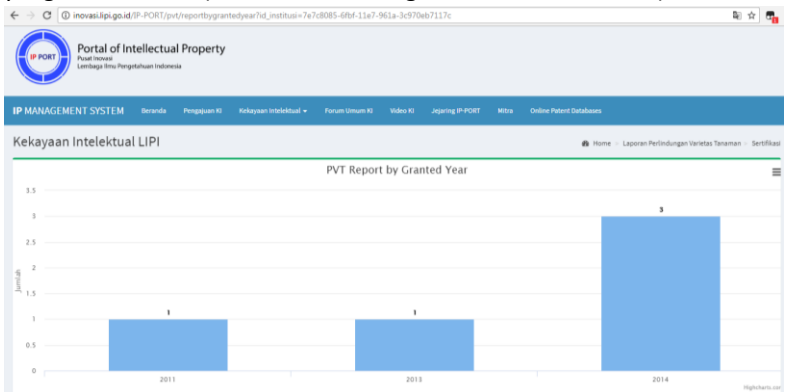 inovasi.lipi.go.id/IP-PORT/pvt/reportbygrantedyear?id_institusi=7e7c8085-6fbf-11e7-961a-3c970eb7117c
IP PORT
Portal of Intellectual Property
Pusat Inovasi
Lembaga Ilmu Pengetahuan Indonesia
IP MANAGEMENT SYSTEM Beranda Pengajuan KI Kekayaan Intelektual Forum Umum KI Video KI Jejaring IP-PORT Mitra Online Patent Databases
Kekayaan Intelektual LIPI
Home > Laporan Perlindungan Varietas Tanaman > Sertifikasi
PVT Report by Granted Year
Jumlah
3.5
3
2.5
2
1.5
1
0.5
0
1
1
3
2011
2013
2014
Highcharts.com